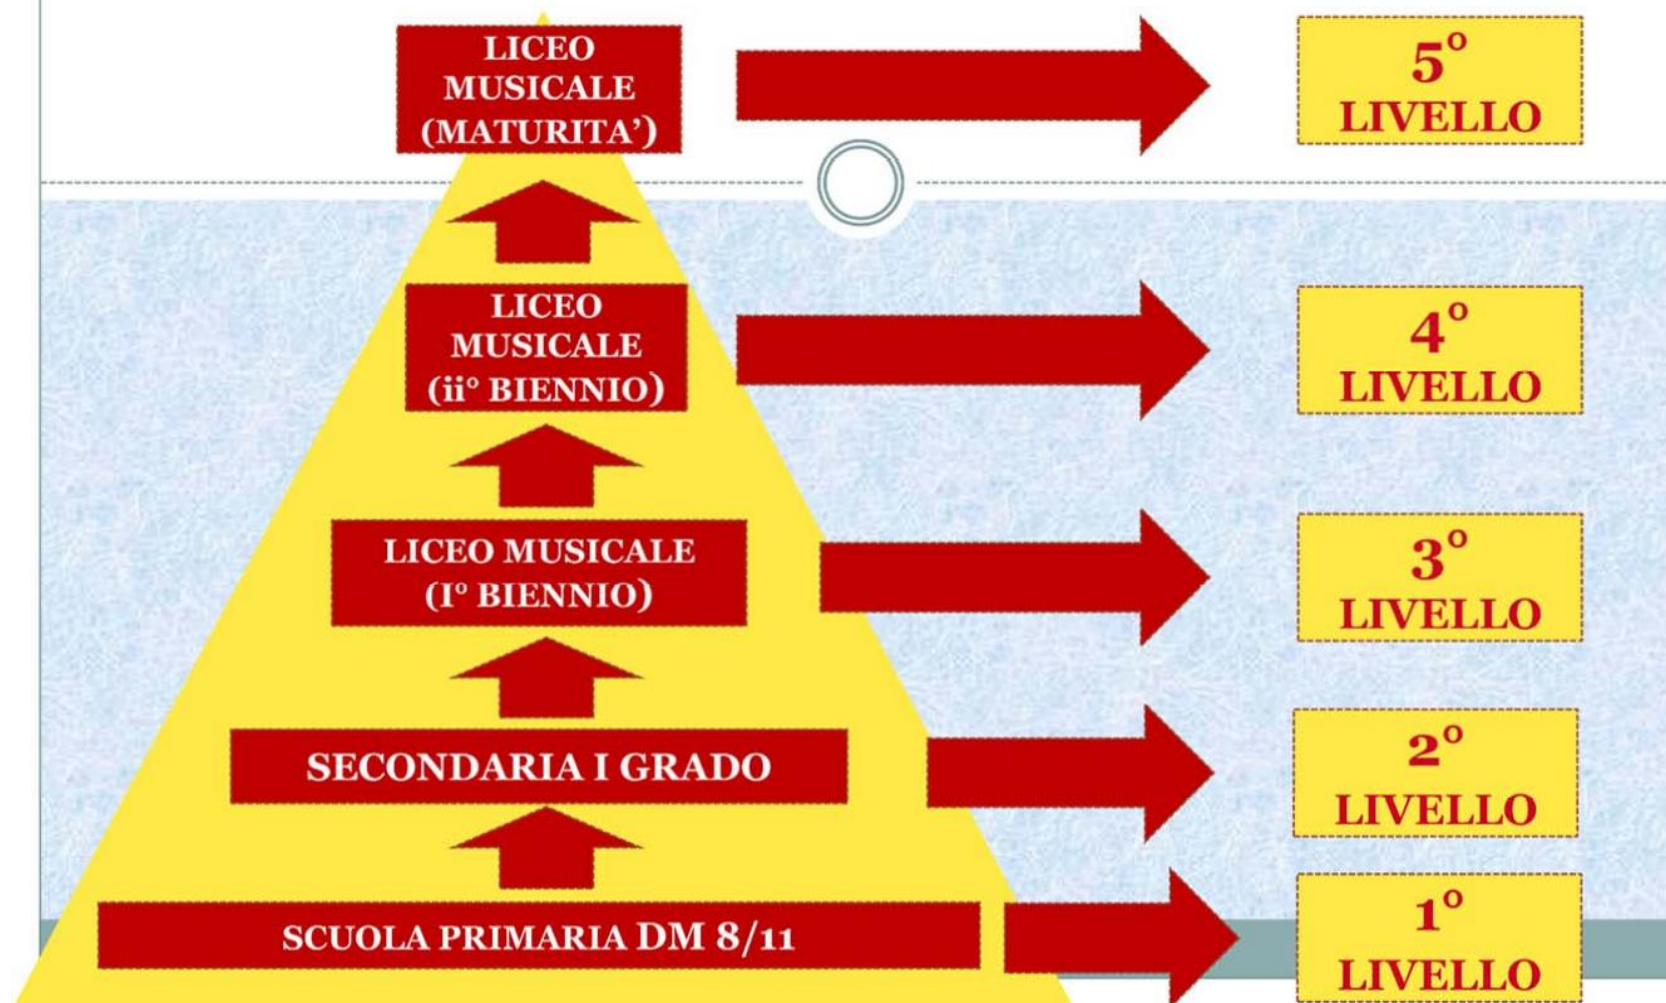 LICEO
MUSICALE
(MATURITA’)
5°
LIVELLO
LICEO
MUSICALE
(ii° BIENNIO)
4°
LIVELLO
LICEO MUSICALE
(I° BIENNIO)
3°
LIVELLO
SECONDARIA I GRADO
2°
LIVELLO
SCUOLA PRIMARIA DM 8/11
1°
LIVELLO